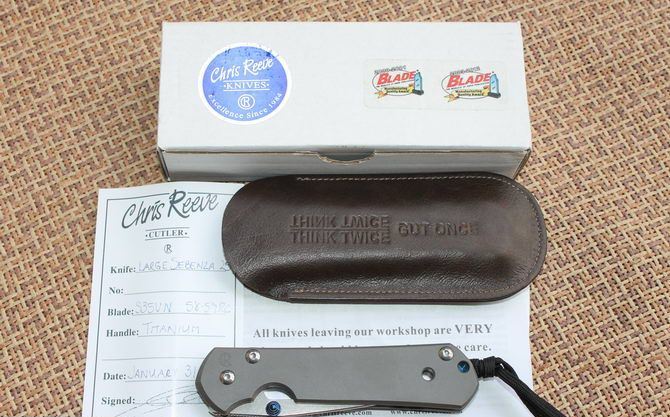 Chris Reeve
KNIVES
Excellence Since 1984
BLADE
BLADE
Chris Reeve
·CUTLER·
Knife: LARGE SEBENZA 25
No:
Blade: S35VN 58-59RC
Handle: TITANIUM
Date: JANUARY 31
Signed:
THINK TWICE
THINK TWICE CUT ONCE
All knives leaving our workshop are VERY
care.